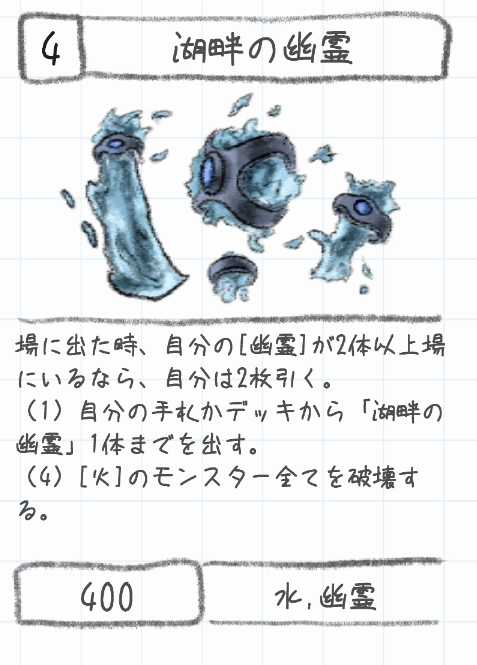 4
湖畔の幽霊
場に出た時、自分の[幽霊]が2体以上場
にいるなら、自分は2枚引く。
（1）自分の手札かデッキから「湖畔の
幽霊」1体までを出す。
（4）[火]のモンスター全てを破壊す
る。
400
水,幽霊